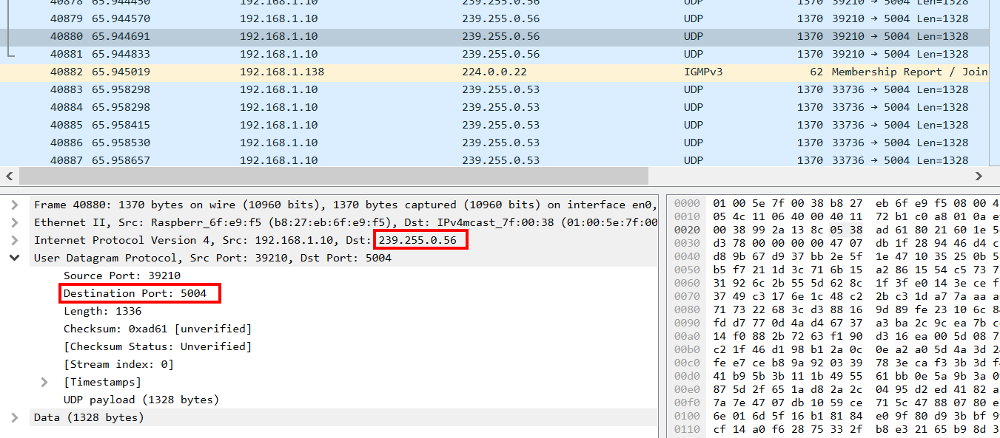 40878 65.944450 192.168.1.10 239.255.0.56 UDP 1370 39210 → 5004 Len=1328
40879 65.944570 192.168.1.10 239.255.0.56 UDP 1370 39210 → 5004 Len=1328
40880 65.944691 192.168.1.10 239.255.0.56 UDP 1370 39210 → 5004 Len=1328
40881 65.944833 192.168.1.10 239.255.0.56 UDP 1370 39210 → 5004 Len=1328
40882 65.945019 192.168.1.138 224.0.0.22 IGMPv3 62 Membership Report / Join
40883 65.958298 192.168.1.10 239.255.0.53 UDP 1370 33736 → 5004 Len=1328
40884 65.958298 192.168.1.10 239.255.0.53 UDP 1370 33736 → 5004 Len=1328
40885 65.958415 192.168.1.10 239.255.0.53 UDP 1370 33736 → 5004 Len=1328
40886 65.958530 192.168.1.10 239.255.0.53 UDP 1370 33736 → 5004 Len=1328
40887 65.958657 192.168.1.10 239.255.0.53 UDP 1370 33736 → 5004 Len=1328
Frame 40880: 1370 bytes on wire (10960 bits), 1370 bytes captured (10960 bits) on interface en0,
Ethernet II, Src: Raspberr_6f:e9:f5 (b8:27:eb:6f:e9:f5), Dst: IPv4mcast_7f:00:38 (01:00:5e:7f:00
Internet Protocol Version 4, Src: 192.168.1.10, Dst: 239.255.0.56
User Datagram Protocol, Src Port: 39210, Dst Port: 5004
Source Port: 39210
Destination Port: 5004
Length: 1336
Checksum: 0xad61 [unverified]
[Checksum Status: Unverified]
[Stream index: 0]
[Timestamps]
UDP payload (1328 bytes)
Data (1328 bytes)
0000 01 00 5e 7f 00 38 b8 27 eb 6f e9 f5 08 00 4
0010 05 4c 11 06 40 00 40 11 72 b1 c0 a8 01 0a e
0020 00 38 99 2a 13 8c 05 38 ad 61 80 21 60 1e 5
0030 d3 78 00 00 00 00 47 07 db 1f 28 94 46 d4 c
0040 d8 9b 67 d9 37 bb 2e 5f 1e 47 10 35 25 0b 5
0050 b5 f7 21 1d 3c 71 6b 15 a2 86 15 54 c5 73 7
0060 31 92 6c 2b 55 5d 62 8c 1f 3f e0 14 3e ce f
0070 37 49 c3 17 6e 1c 48 c2 2b c3 1d a7 7a aa a
0080 71 73 22 68 3c d3 88 16 9d 89 fe 23 10 6c 8
0090 fd d7 77 0d 4a d4 67 37 a3 ba 2c 9c ea 7b c
00a0 14 f0 88 2b 72 63 f1 90 d3 16 ea 00 5d 08 7
00b0 c2 1f 46 d1 98 b1 2a 0c 0e a2 a0 5d 4a 3d 2
00c0 fe e7 ce b8 9a 92 03 39 78 3e ca f3 3b 3d f
00d0 41 b9 5b 3b 11 1b 49 55 61 bb 0e 5a 9b 3a 0
00e0 87 5d 2f 65 1a d8 2a 2c 04 95 d2 ed 41 82 a
00f0 7a 7e 47 07 db 10 59 ce 71 5c 47 88 07 80 e
0100 6e 01 6d 5f 16 b1 81 84 e0 9f 80 d9 3b bf 9
0110 cf 14 a0 f6 28 75 33 2f b8 e3 21 65 b9 8d 3